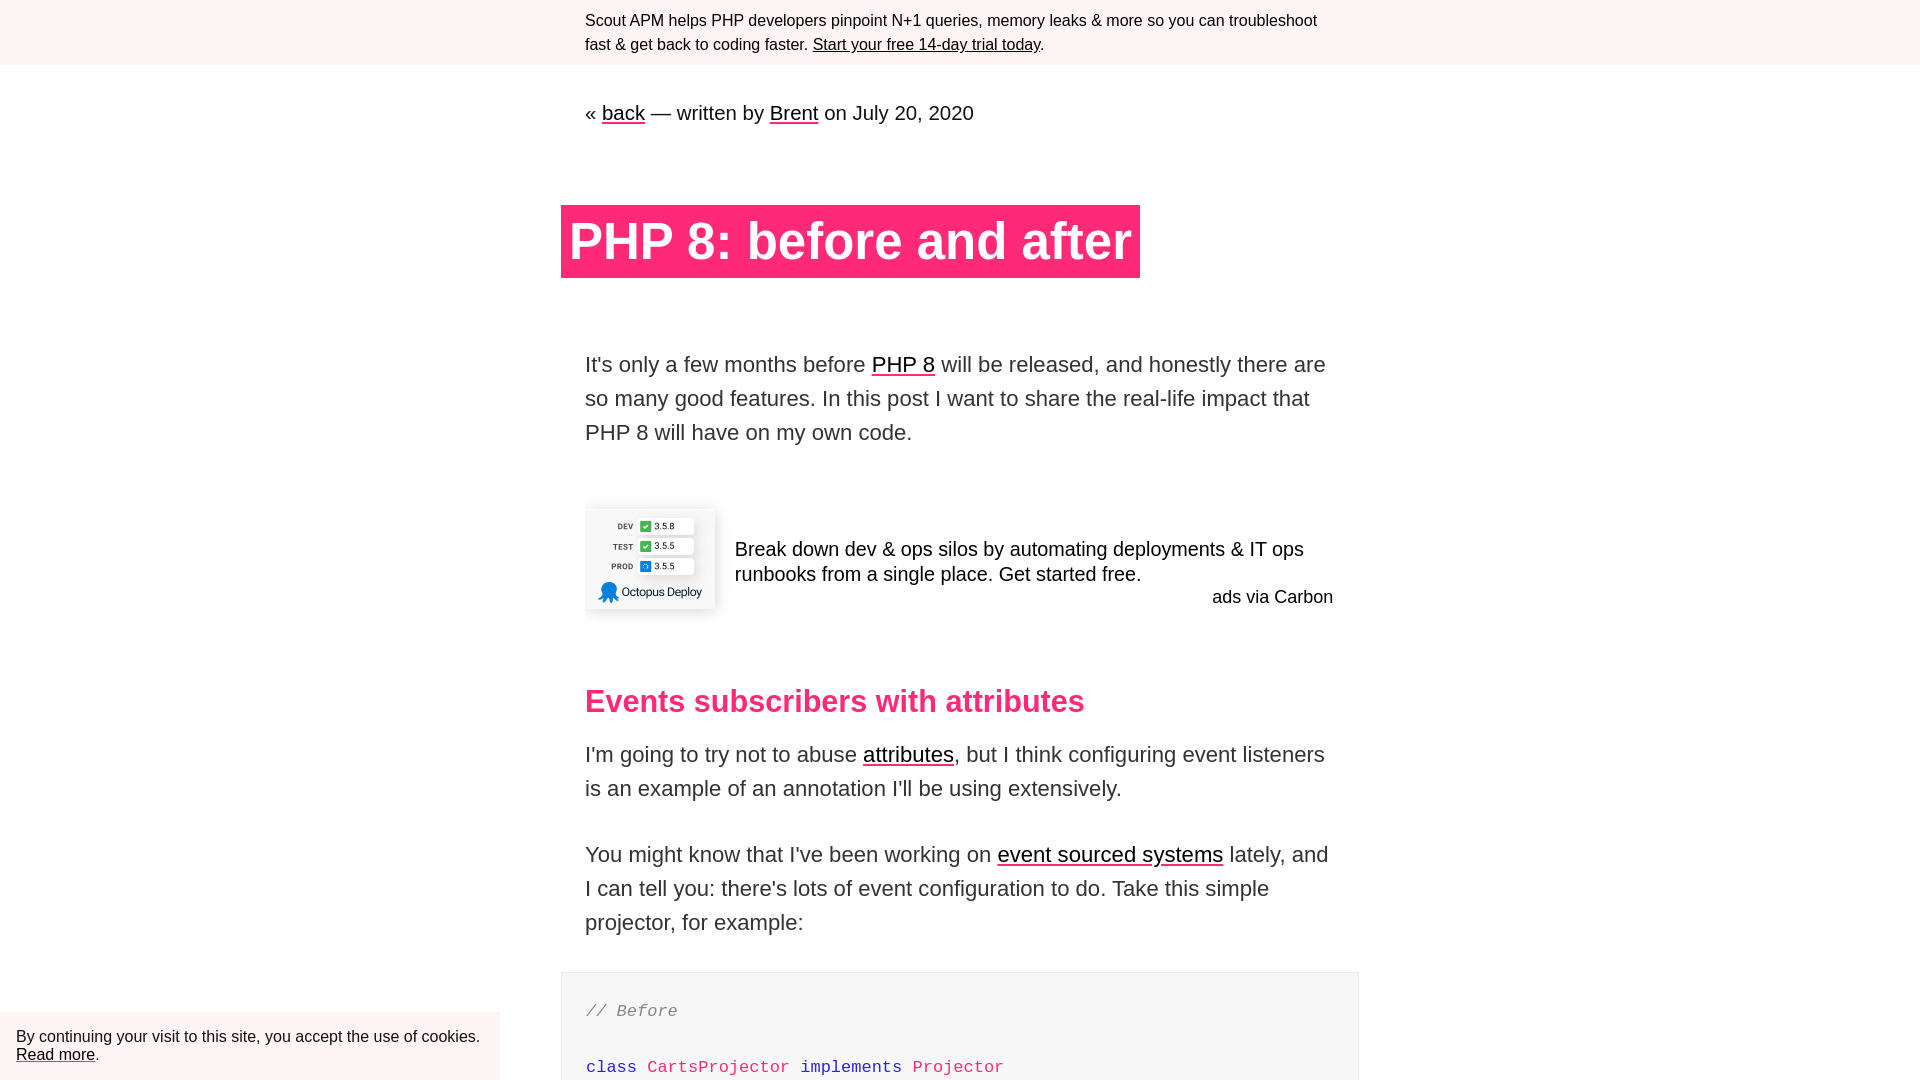 Scout APM helps PHP developers pinpoint N+1 queries, memory leaks & more so you can troubleshoot
fast & get back to coding faster. Start your free 14-day trial today.
« back — written by Brent on July 20, 2020
PHP 8: before and after
It's only a few months before PHP 8 will be released, and honestly there are
so many good features. In this post I want to share the real-life impact that
PHP 8 will have on my own code.
DEV 3.5.8
TEST 3.5.5
PROD 3.5.5
Octopus Deploy
Break down dev & ops silos by automating deployments & IT ops
runbooks from a single place. Get started free.
ads via Carbon
Events subscribers with attributes
I'm going to try not to abuse attributes, but I think configuring event listeners
is an example of an annotation I'll be using extensively.
You might know that I've been working on event sourced systems lately, and
I can tell you: there's lots of event configuration to do. Take this simple
projector, for example:
// Before
class CartsProjector implements Projector
By continuing your visit to this site, you accept the use of cookies.
Read more.